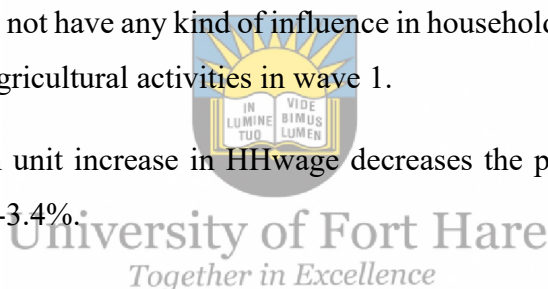 not have any kind of influence in household
gricultural activities in wave 1.
IN LUMINE TUO
VIDE BIMUS LUMEN
unit increase in HHwage decreases the p
-3.4%.
University of Fort Hare
Together in Excellence